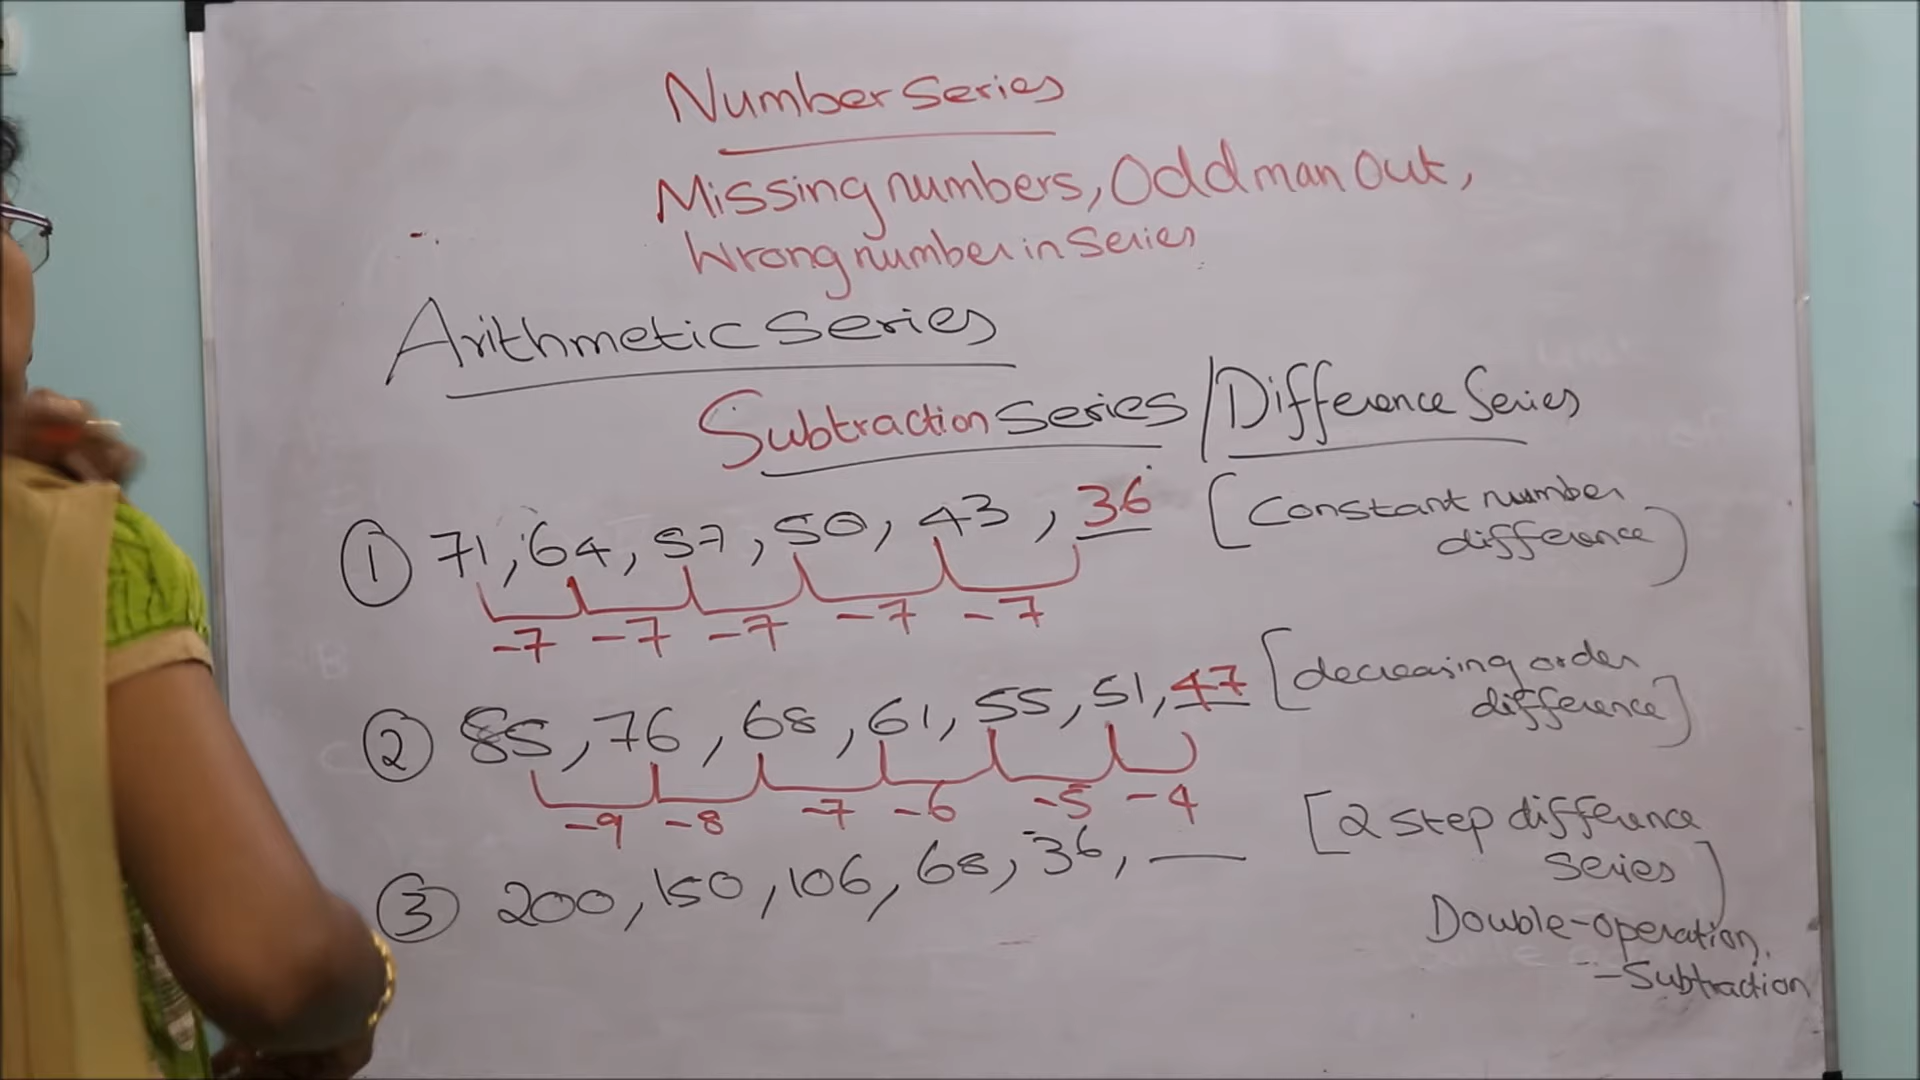 Number Series
Missing numbers, Odd man Out,
Wrong number in Series
Arithmetic Series
Subtraction Series / Difference Series
① 71, 64, 57, 50, 43, 36 [Constant number
difference]
-7 -7 -7 -7 -7
② 85, 76, 68, 61, 55, 51, 47 [decreasing order
difference]
-9 -8 -7 -6 -5 -4
③ 200, 150, 106, 68, 36, __ [2 step difference
Series]
Double-operation.
-Subtraction